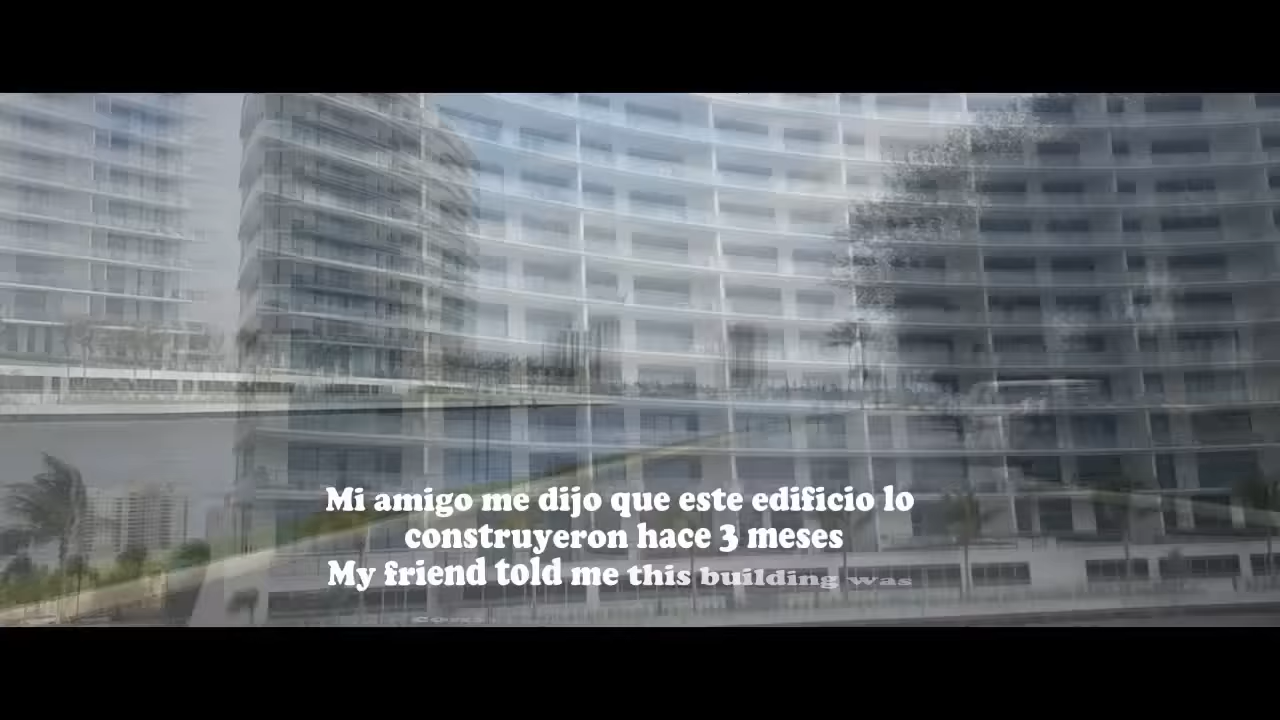 Mi amigo me dijo que este edificio lo
construyeron hace 3 meses
My friend told me this building was